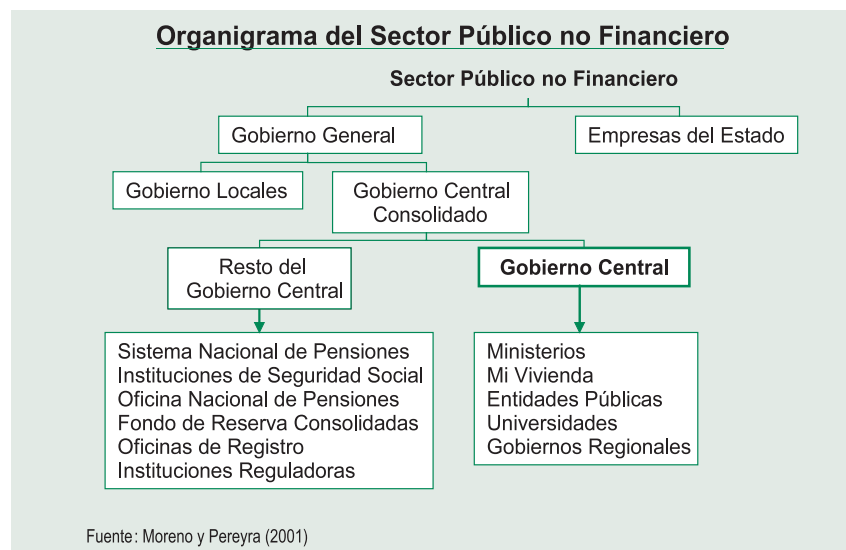 Organigrama del Sector Público no Financiero
Sector Público no Financiero
Gobierno General
Empresas del Estado
Gobierno Locales
Gobierno Central
Consolidado
Resto del
Gobierno Central
Gobierno Central
Sistema Nacional de Pensiones
Instituciones de Seguridad Social
Oficina Nacional de Pensiones
Fondo de Reserva Consolidadas
Oficinas de Registro
Instituciones Reguladoras
Ministerios
Mi Vivienda
Entidades Públicas
Universidades
Gobiernos Regionales
Fuente: Moreno y Pereyra (2001)